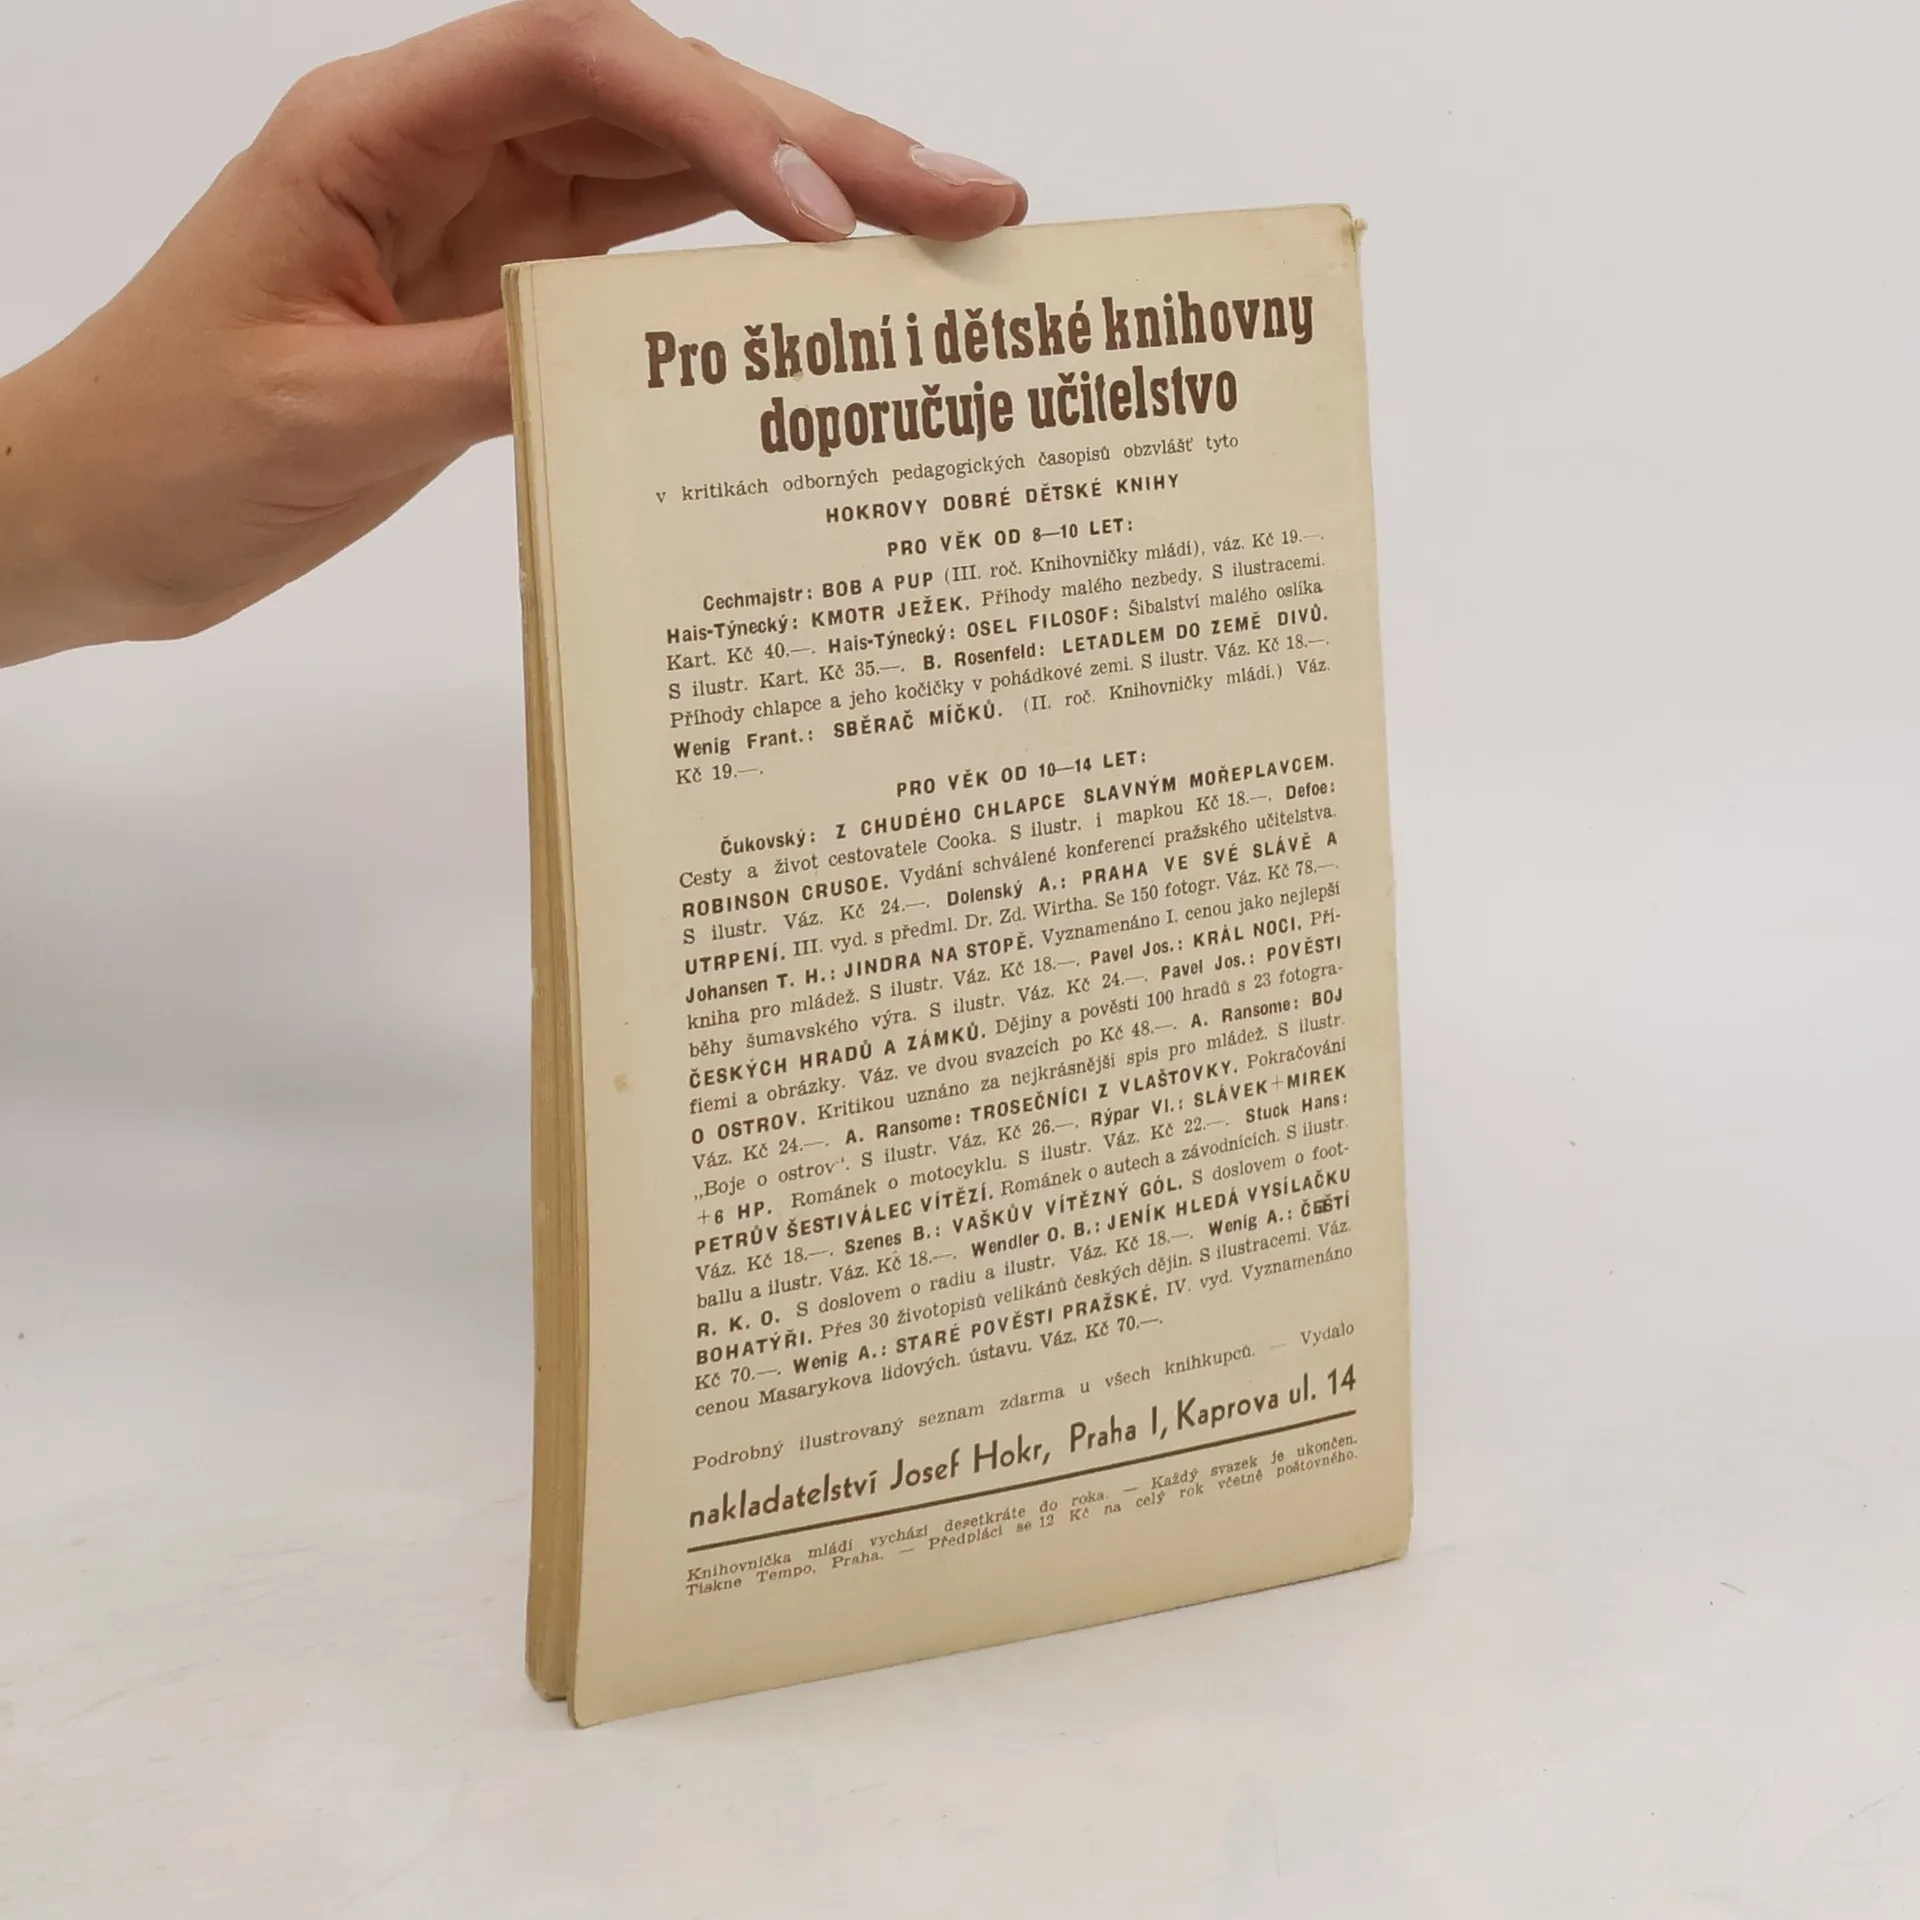 Pro školní i dětské knihovny
doporučuje učitelstvo
v kritikách odborných pedagogických časopisů obzvlášť tyto
HOKROVY DOBRÉ DĚTSKÉ KNIHY
PRO VĚK OD 8—10 LET:
Cechmajstr: BOB A PUP (III. roč. Knihovničky mládí), váz. Kč 19.—.
Hais-Týnecký: KMOTR JEŽEK. Příhody malého nezbedy. S ilustracemi.
Kart. Kč 40.—. Hais-Týnecký: OSEL FILOSOF: Šibalství malého oslíka
S ilustr. Kart. Kč 35.—. B. Rosenfeld: LETADLEM DO ZEMĚ DIVŮ.
Příhody chlapce a jeho kočičky v pohádkové zemi. S ilustr. Váz. Kč 18.—.
Wenig Frant.: SBĚRAČ MÍČKŮ. (II. roč. Knihovničky mládí.) Váz.
Kč 19.—.
PRO VĚK OD 10—14 LET:
Čukovský: Z CHUDÉHO CHLAPCE SLAVNÝM MOŘEPLAVCEM.
Cesty a život cestovatele Cooka. S ilustr. i mapkou Kč 18.—. Defoe:
ROBINSON CRUSOE. Vydání schválené konferencí pražského učitelstva.
S ilustr. Váz. Kč 24.—. Dolenský A.: PRAHA VE SVÉ SLÁVĚ A
UTRPENÍ. III. vyd. s předml. Dr. Zd. Wirtha. Se 150 fotogr. Váz. Kč 78.—.
Johansen T. H.: JINDRA NA STOPĚ. Vyznamenáno I. cenou jako nejlepší
kniha pro mládež. S ilustr. Váz. Kč 18.—. Pavel Jos.: KRÁL NOCI. Pří-
běhy šumavského výra. S ilustr. Váz. Kč 24.—. Pavel Jos.: POVĚSTI
ČESKÝCH HRADŮ A ZÁMKŮ. Dějiny a pověsti 100 hradů s 23 fotogra-
fiemi a obrázky. Váz. ve dvou svazcích po Kč 48.—. A. Ransome: BOJ
O OSTROV. Kritikou uznáno za nejkrásnější spis pro mládež. S ilustr.
Váz. Kč 24.—. A. Ransome: TROSEČNÍCI Z VLAŠTOVKY. Pokračování
„Boje o ostrov“. S ilustr. Váz. Kč 26.—. Rýpar Vl.: SLÁVEK+MIREK
+6 HP. Románek o motocyklu. S ilustr. Váz. Kč 22.—. Stuck Hans:
PETRŮV ŠESTIVÁLEC VÍTĚZÍ. Románek o autech a závodnících. S ilustr.
Váz. Kč 18.—. Szenes B.: VAŠKŮV VÍTĚZNÝ GÓL. S doslovem o foot-
ballu a ilustr. Váz. Kč 18.—. Wendler O. B.: JENÍK HLEDÁ VYSÍLAČKU
R. K. O. S doslovem o radiu a ilustr. Váz. Kč 18.—. Wenig A.: ČEŠTÍ
BOHATÝŘI. Přes 30 životopisů velikánů českých dějin. S ilustracemi. Váz.
Kč 70.—. Wenig A.: STARÉ POVĚSTI PRAŽSKÉ. IV. vyd. Vyznamenáno
cenou Masarykova lidových. ústavu. Váz. Kč 70.—.
Podrobný ilustrovaný seznam zdarma u všech knihkupců. — Vydalo
nakladatelství Josef Hokr, Praha I, Kaprova ul. 14
Knihovnička mládí vychází desetkráte do roka. — Každý svazek je ukončen.
Tiskne Tempo, Praha. — Předplácí se 12 Kč na celý rok včetně poštovného.